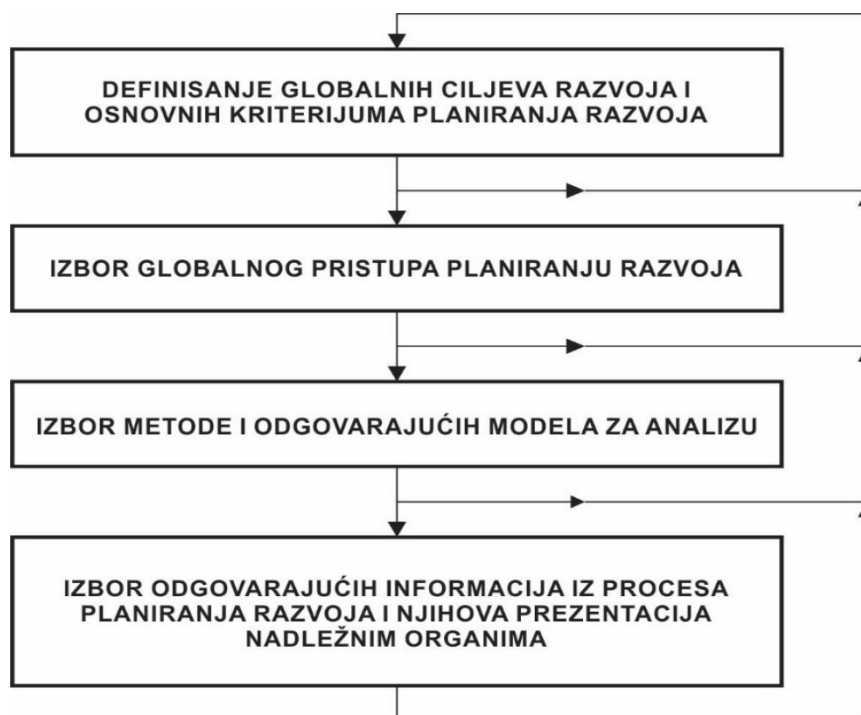 DEFINISANJE GLOBALNIH CILJEVA RAZVOJA I
OSNOVNIH KRITERIJUMA PLANIRANJA RAZVOJA
IZBOR GLOBALNOG PRISTUPA PLANIRANJU RAZVOJA
IZBOR METODE I ODGOVARAJUĆIH MODELA ZA ANALIZU
IZBOR ODGOVARAJUĆIH INFORMACIJA IZ PROCESA
PLANIRANJA RAZVOJA I NJIHOVA PREZENTACIJA
NADLEŽNIM ORGANIMA